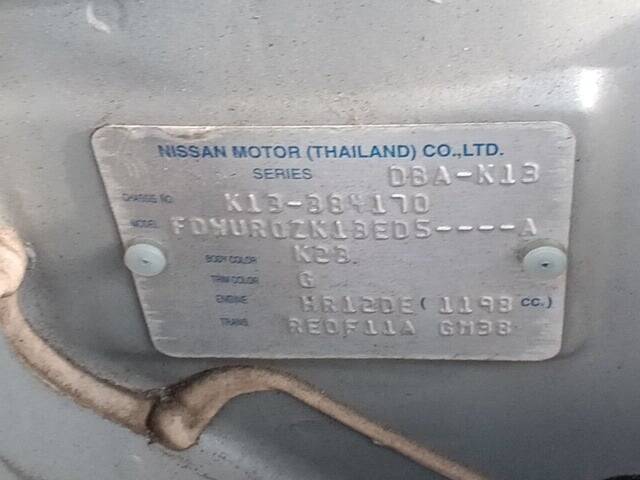 NISSAN MOTOR (THAILAND) CO.,LTD.
SERIES DBA-K13
CHASSIS NO. K13-384170
MODEL FDMUR0ZK13ED5----A
BODY COLOR K23
TRIM COLOR G
ENGINE HR12DE ( 1198 CC.)
TRANS. RE0F11A GM38